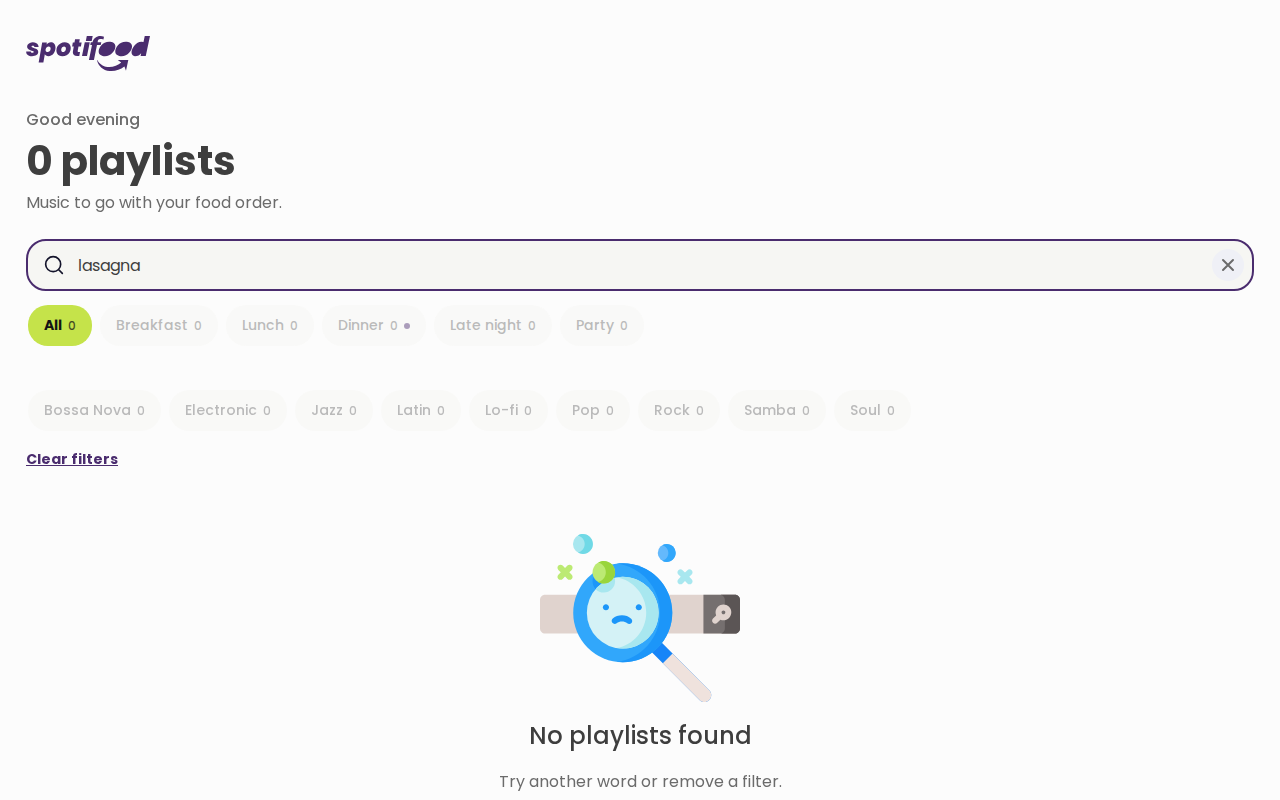 spotifood
Good evening
0 playlists
Music to go with your food order.
lasagna
All 0 Breakfast 0 Lunch 0 Dinner 0 Late night 0 Party 0
Bossa Nova 0 Electronic 0 Jazz 0 Latin 0 Lo-fi 0 Pop 0 Rock 0 Samba 0 Soul 0
Clear filters
No playlists found
Try another word or remove a filter.